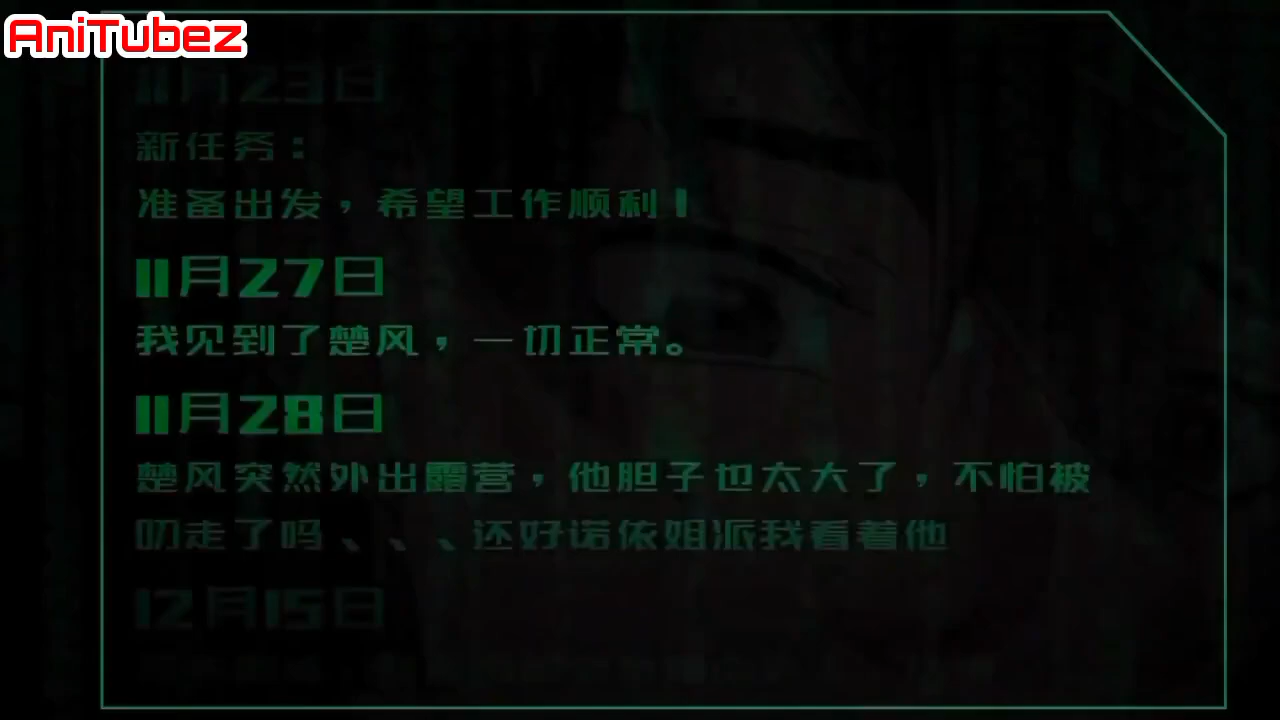 AniTubez
11月23日
新任务：
准备出发，希望工作顺利！
11月27日
我见到了楚风，一切正常。
11月28日
楚风突然外出露营，他胆子也太大了，不怕被
叨走了吗、、、还好诺依姐派我看着他
12月15日